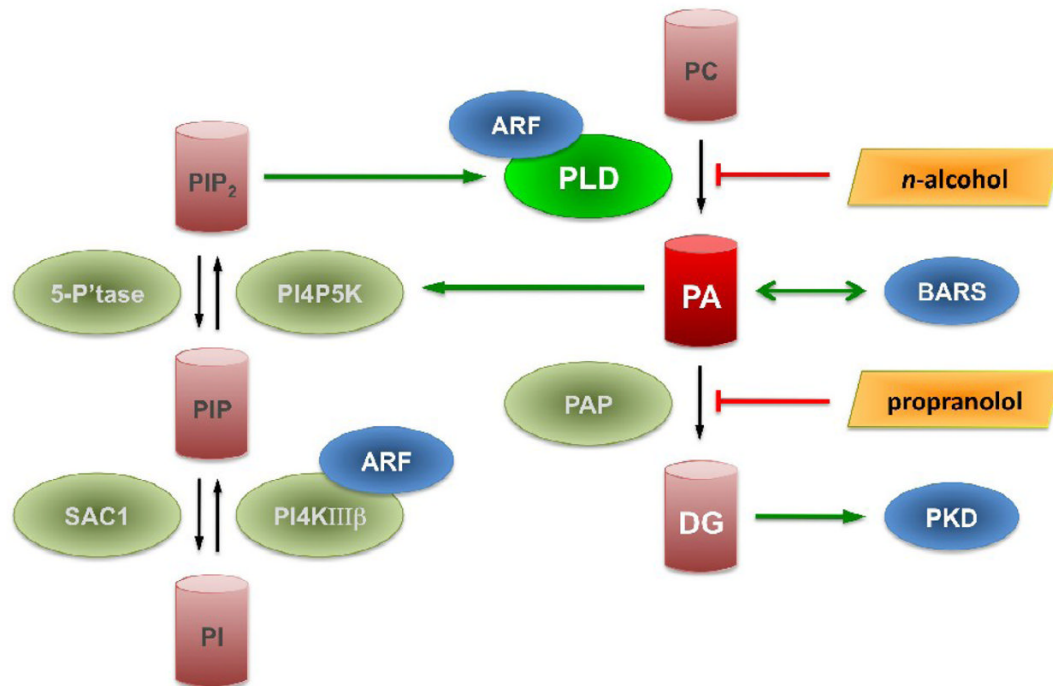 PC
ARF
PIP₂
PLD
n-alcohol
5-P'tase
PI4P5K
PA
BARS
PIP
PAP
propranolol
ARF
SAC1
PI4KIIIβ
DG
PKD
PI